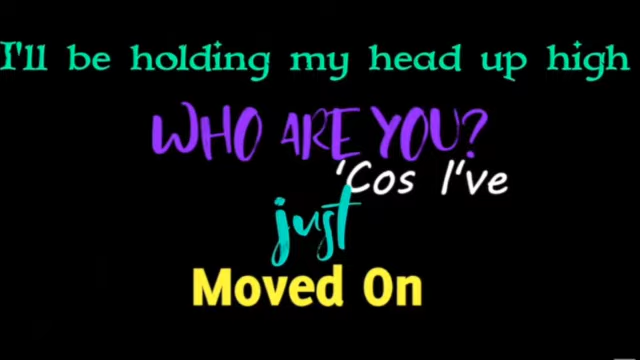 I'll be holding my head up high
WHO ARE YOU?
'Cos I've
just
Moved On